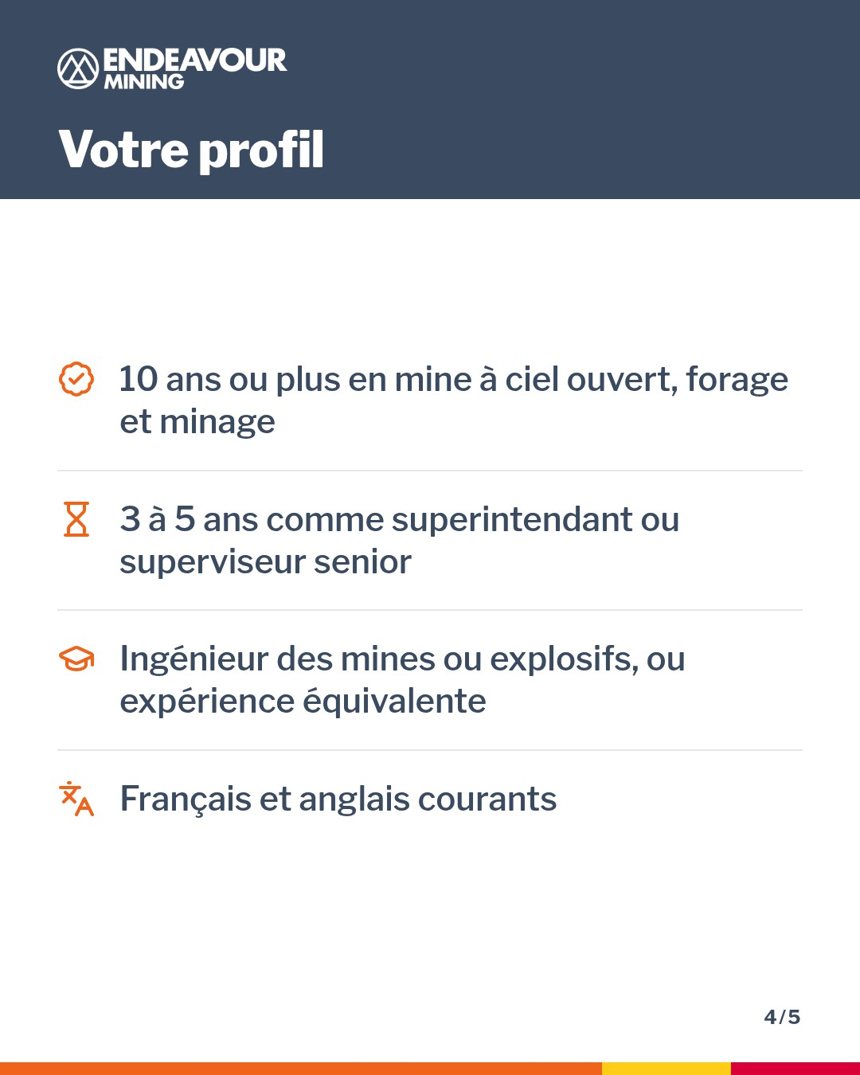 ENDEAVOUR
MINING
Votre profil
10 ans ou plus en mine à ciel ouvert, forage
et minage
3 à 5 ans comme superintendant ou
superviseur senior
Ingénieur des mines ou explosifs, ou
expérience équivalente
Français et anglais courants
4/5